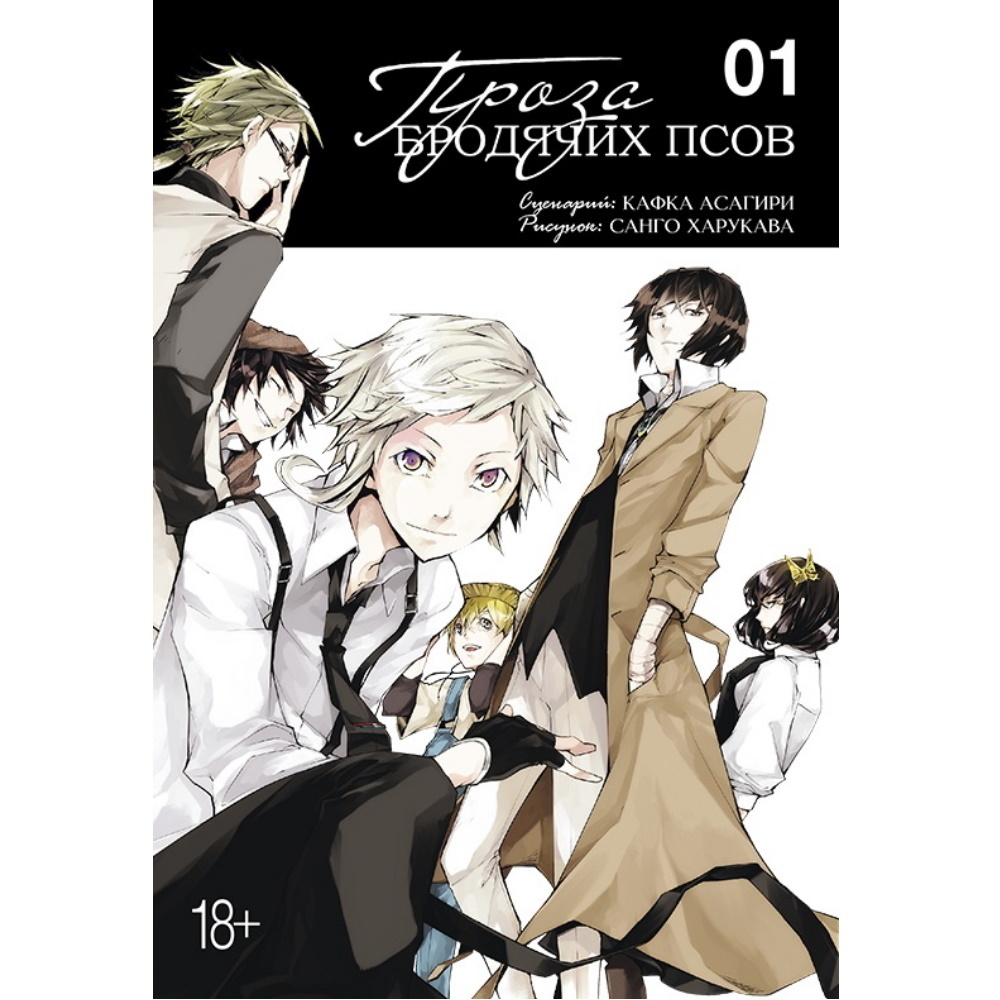 01
Проза
БРОДЯЧИХ ПСОВ
Сценарий: КАФКА АСАГИРИ
Рисунок: САНГО ХАРУКАВА
18+